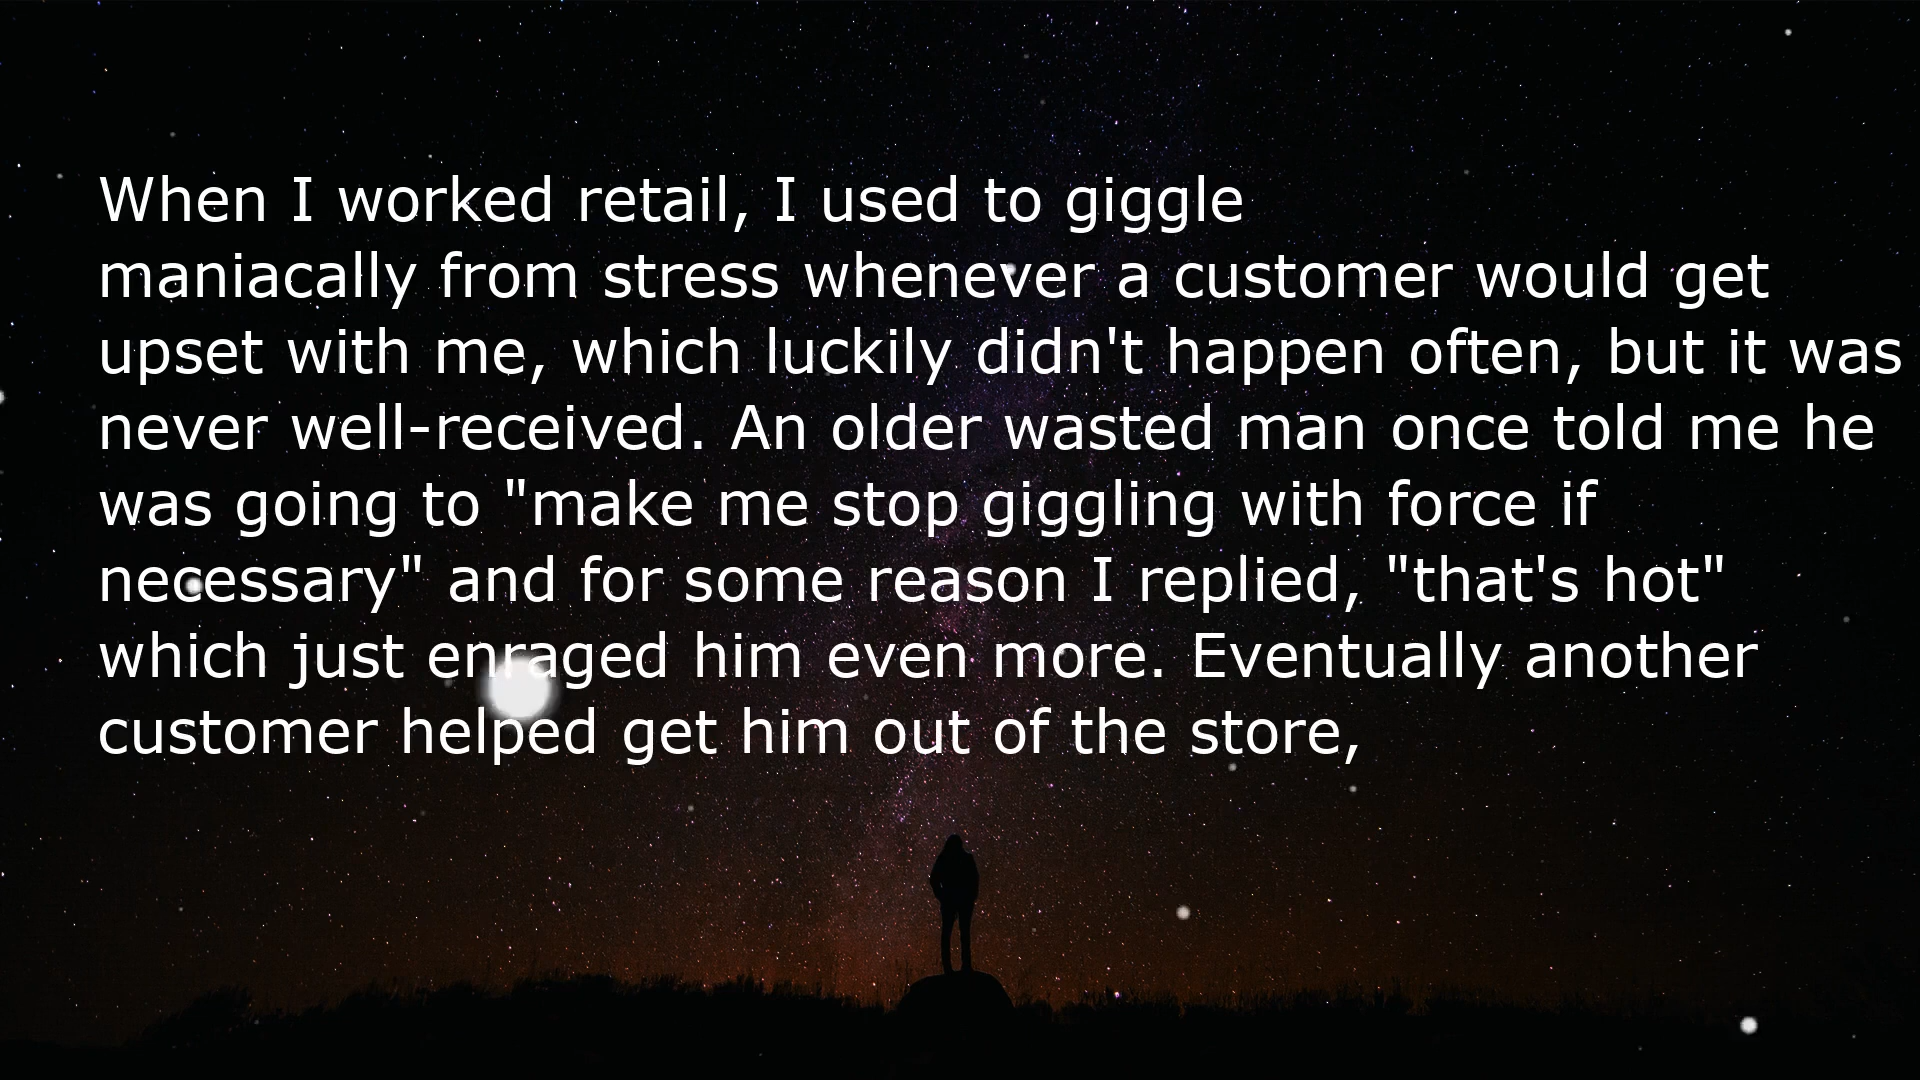 When I worked retail, I used to giggle
maniacally from stress whenever a customer would get
upset with me, which luckily didn't happen often, but it was
never well-received. An older wasted man once told me he
was going to "make me stop giggling with force if
necessary" and for some reason I replied, "that's hot"
which just enraged him even more. Eventually another
customer helped get him out of the store,